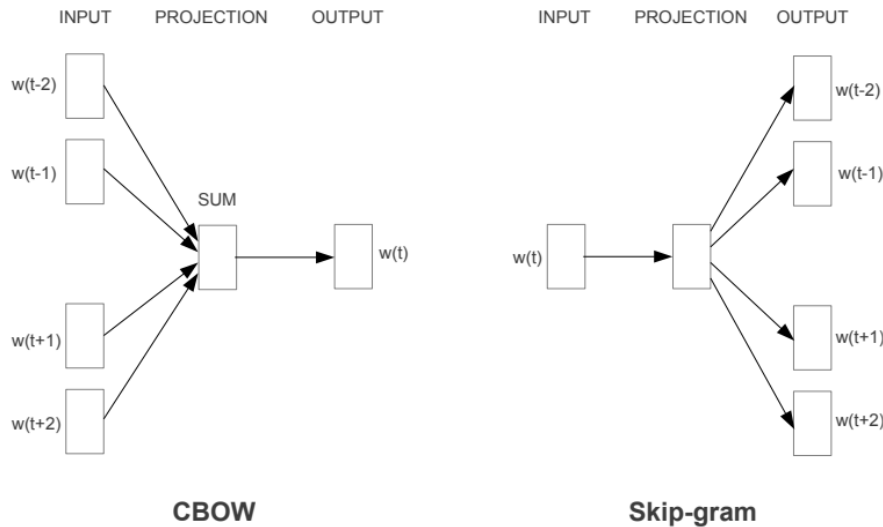 INPUT PROJECTION OUTPUT
w(t-2)
w(t-1)
SUM
w(t)
w(t+1)
w(t+2)
CBOW
INPUT PROJECTION OUTPUT
w(t-2)
w(t-1)
w(t)
w(t+1)
w(t+2)
Skip-gram